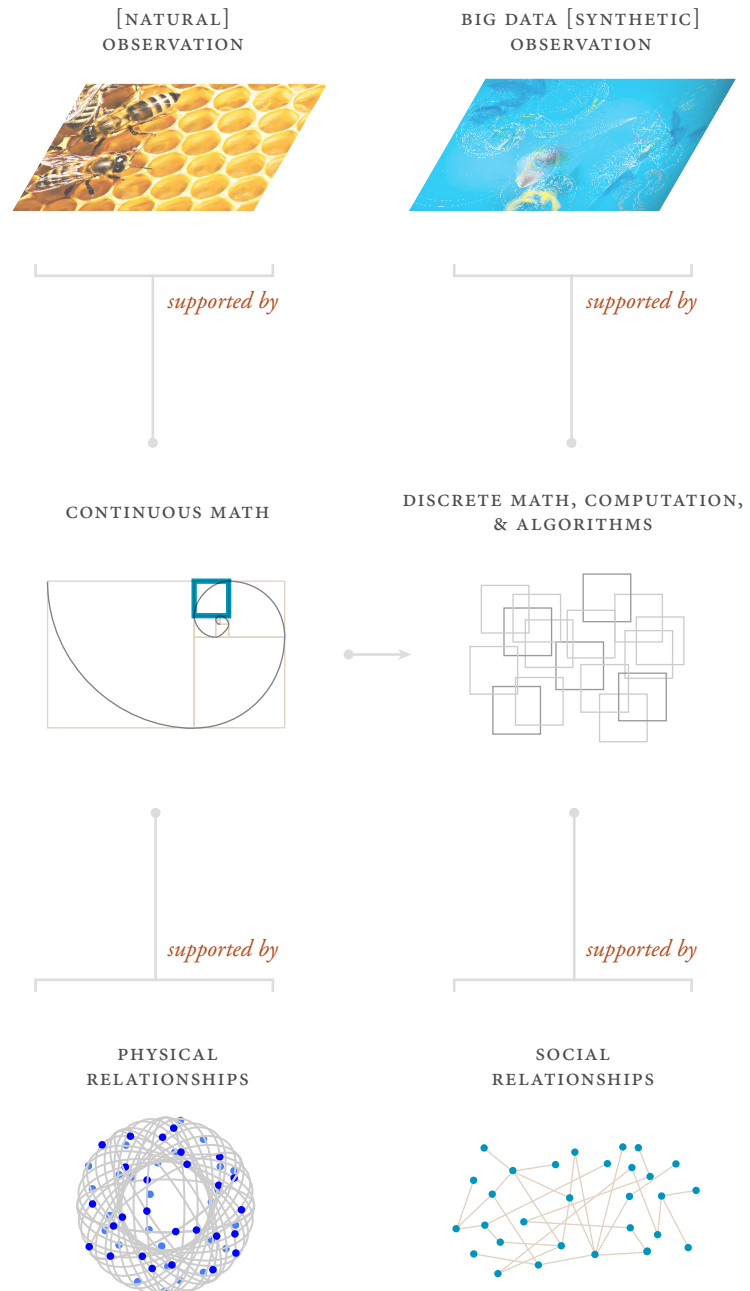 [NATURAL]
OBSERVATION
BIG DATA [SYNTHETIC]
OBSERVATION
supported by
supported by
CONTINUOUS MATH
DISCRETE MATH, COMPUTATION,
& ALGORITHMS
supported by
supported by
PHYSICAL
RELATIONSHIPS
SOCIAL
RELATIONSHIPS